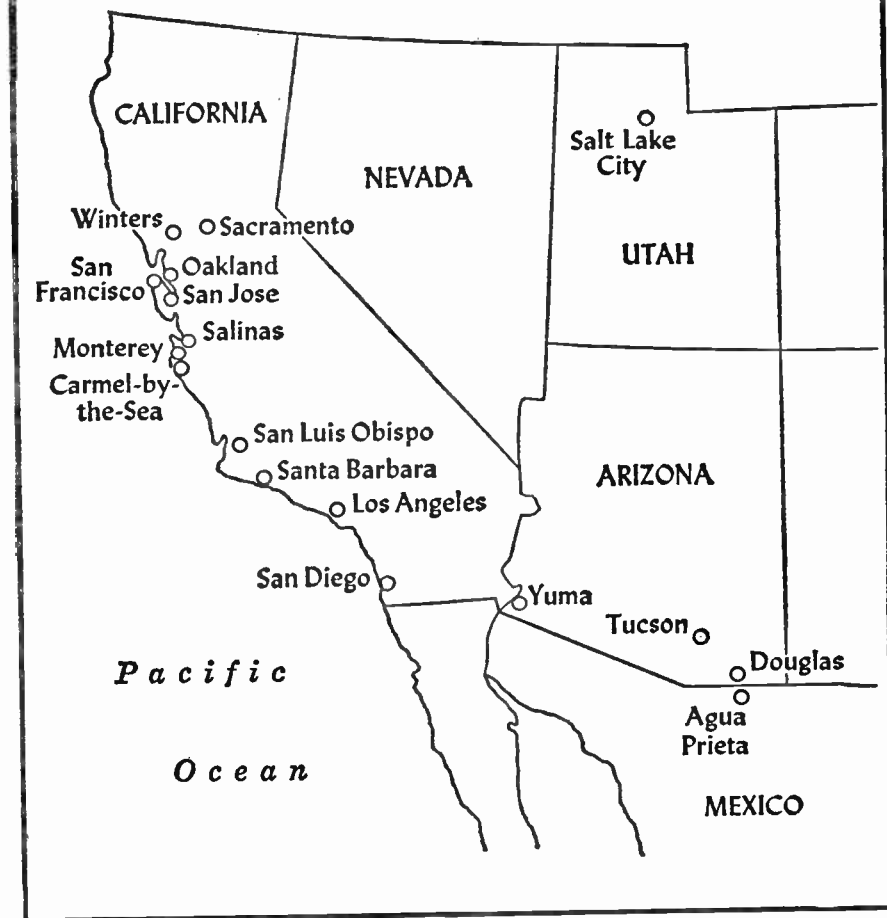 CALIFORNIA
NEVADA
Salt Lake
City
UTAH
Winters
Sacramento
San
Francisco
Oakland
San Jose
Salinas
Monterey
Carmel-by-
the-Sea
San Luis Obispo
Santa Barbara
Los Angeles
ARIZONA
San Diego
Yuma
Tucson
Douglas
Agua
Prieta
Pacific
Ocean
MEXICO